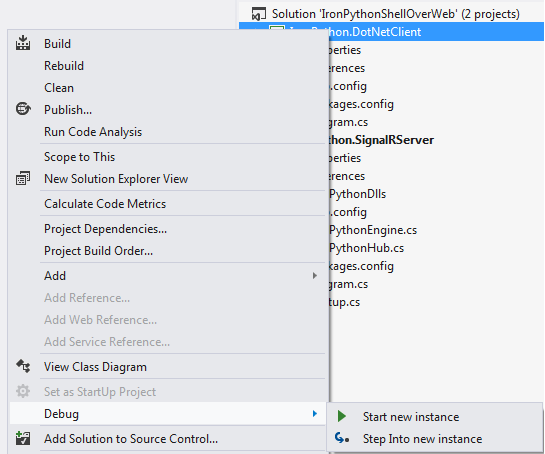 Solution 'IronPythonShellOverWeb' (2 projects)
IronPython.DotNetClient
perties
erences
.config
kages.config
gram.cs
thon.SignalRServer
perties
erences
PythonDlls
.config
PythonEngine.cs
PythonHub.cs
kages.config
gram.cs
tup.cs
Build
Rebuild
Clean
Publish...
Run Code Analysis
Scope to This
New Solution Explorer View
Calculate Code Metrics
Project Dependencies...
Project Build Order...
Add
Add Reference...
Add Web Reference...
Add Service Reference...
View Class Diagram
Set as StartUp Project
Debug
Add Solution to Source Control...
Start new instance
Step Into new instance